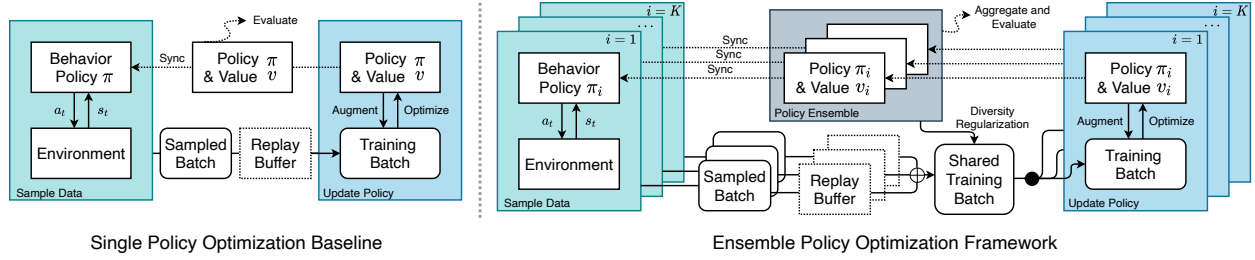 Evaluate
Behavior
Policy π
Sync
Policy π
& Value v
Policy π
& Value v
a_t
s_t
Augment
Optimize
Environment
Sampled
Batch
Replay
Buffer
Training
Batch
Sample Data
Update Policy
Single Policy Optimization Baseline
i = K
...
i = 1
Behavior
Policy π_i
a_t
s_t
Environment
Sample Data
Sync
Sync
Sync
Aggregate and
Evaluate
Policy π_i
& Value v_i
Policy Ensemble
Diversity
Regularization
Sampled
Batch
Replay
Buffer
Shared
Training
Batch
i = K
...
i = 1
Policy π_i
& Value v_i
Augment
Optimize
Training
Batch
Update Policy
Ensemble Policy Optimization Framework